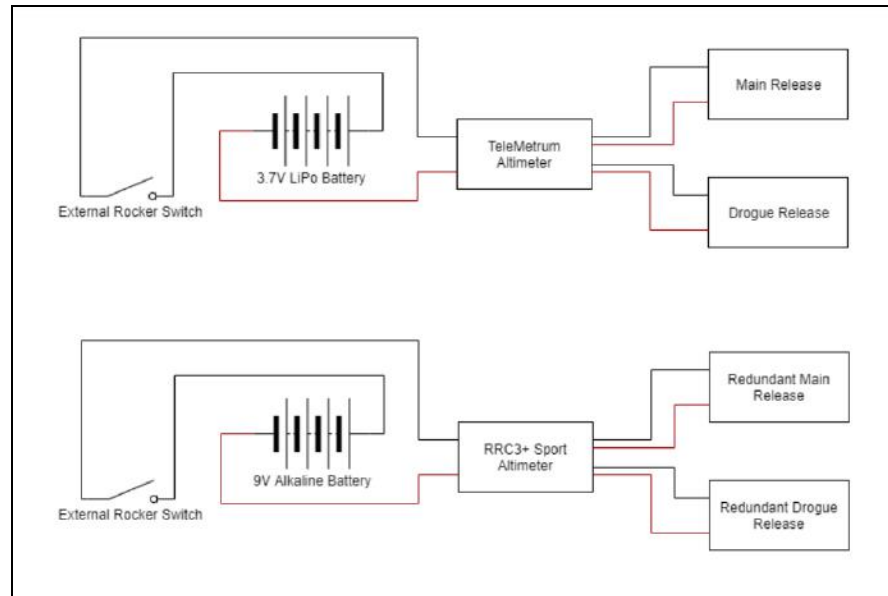 Main Release
TeleMetrum
Altimeter
3.7V LiPo Battery
External Rocker Switch
Drogue Release
Redundant Main
Release
RRC3+ Sport
Altimeter
9V Alkaline Battery
External Rocker Switch
Redundant Drogue
Release